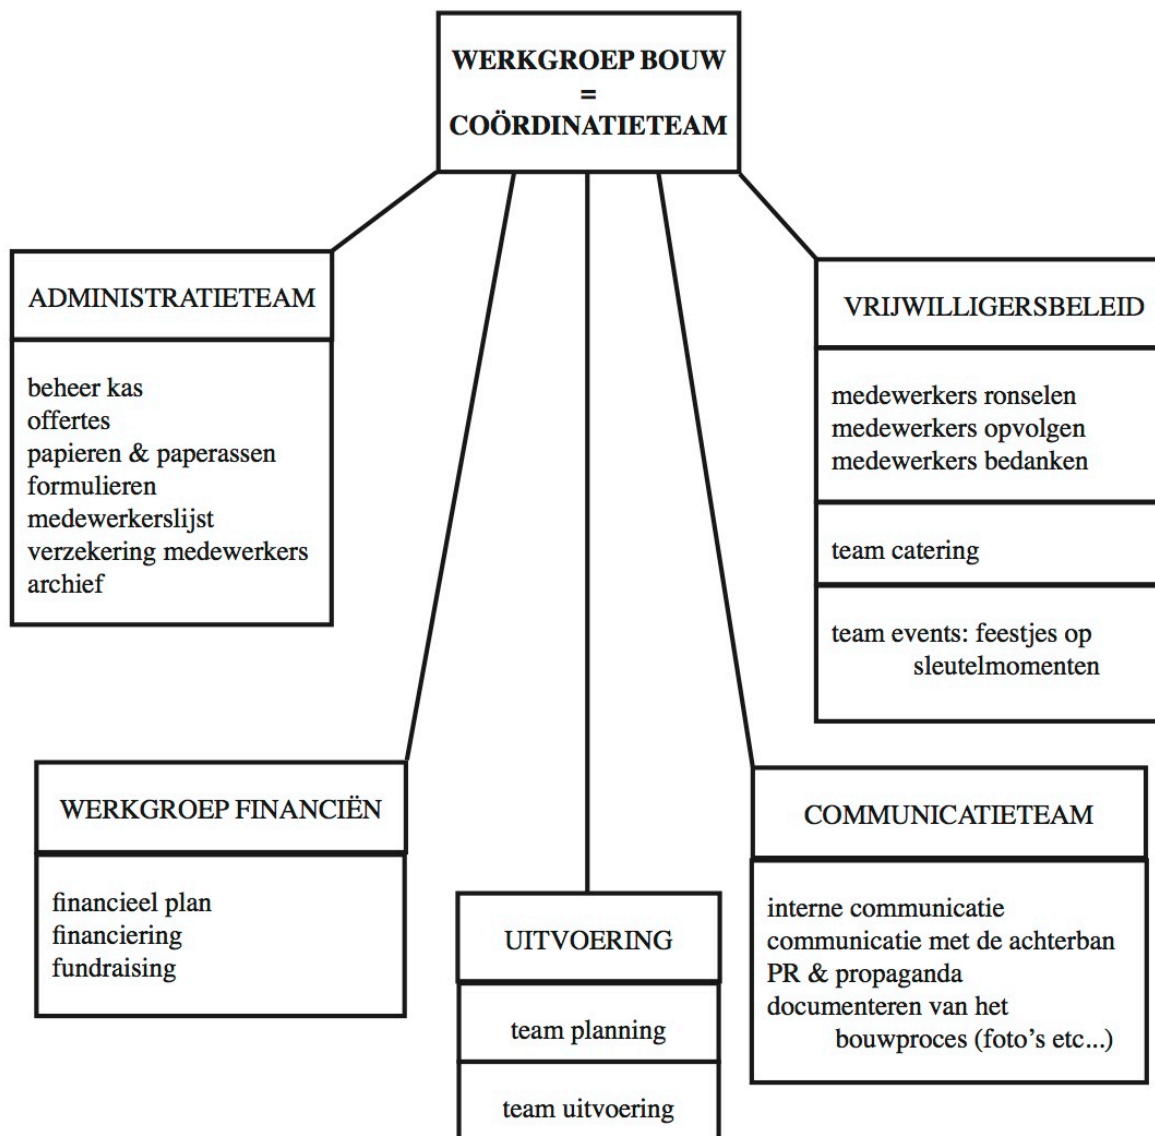 WERKGROEP BOUW
=
COÖRDINATIETEAM
ADMINISTRATIETEAM
beheer kas
offertes
papieren & paperassen
formulieren
medewerkerslijst
verzekering medewerkers
archief
VRIJWILLIGERSBELEID
medewerkers ronselen
medewerkers opvolgen
medewerkers bedanken
team catering
team events: feestjes op
sleutelmomenten
WERKGROEP FINANCIËN
financieel plan
financiering
fundraising
UITVOERING
team planning
team uitvoering
COMMUNICATIETEAM
interne communicatie
communicatie met de achterban
PR & propaganda
documenteren van het
bouwproces (foto's etc...)